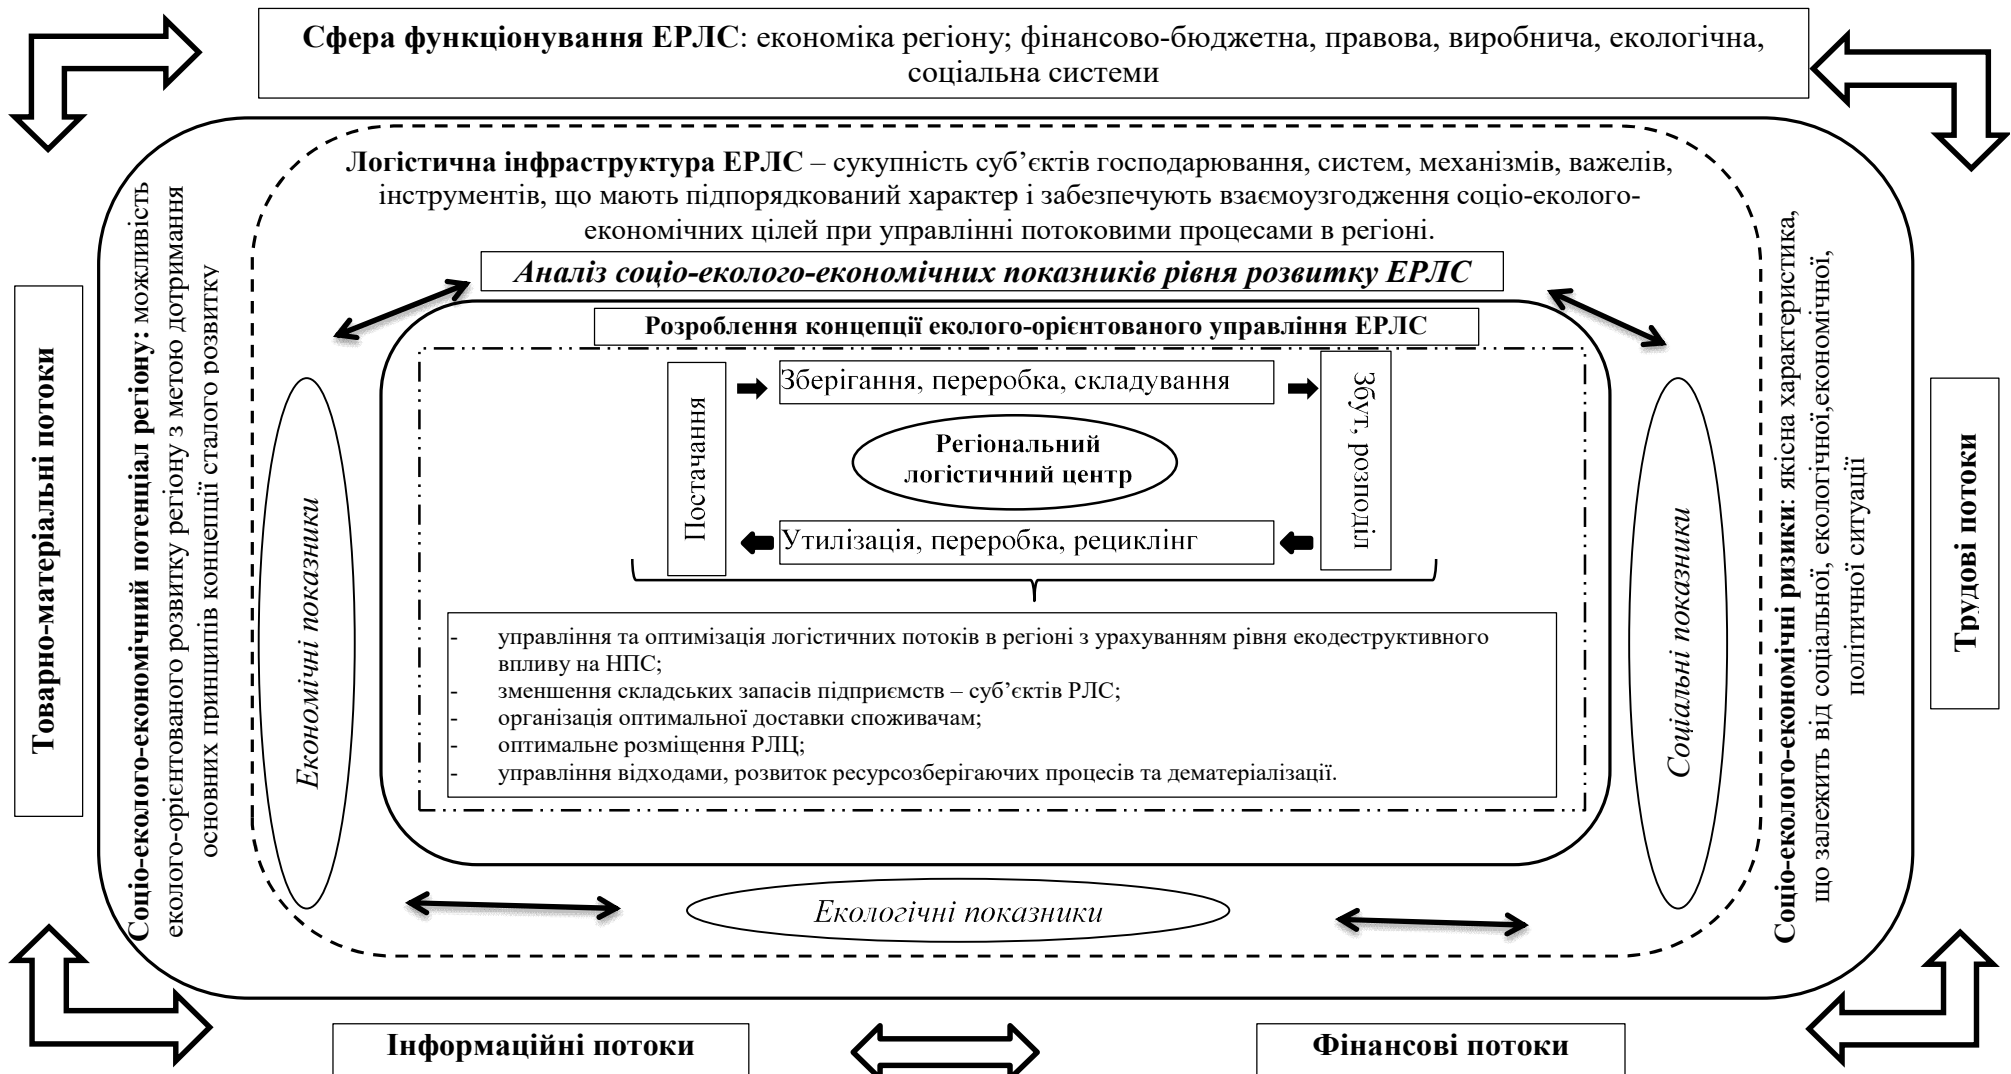 Сфера функціонування ЕРЛС: економіка регіону; фінансово-бюджетна, правова, виробнича, екологічна,
соціальна системи
Логістична інфраструктура ЕРЛС – сукупність суб’єктів господарювання, систем, механізмів, важелів,
інструментів, що мають підпорядкований характер і забезпечують взаємоузгодження соціо-еколого-
економічних цілей при управлінні потоковими процесами в регіоні.
Аналіз соціо-еколого-економічних показників рівня розвитку ЕРЛС
Розроблення концепції еколого-орієнтованого управління ЕРЛС
Товарно-матеріальні потоки
Соціо-еколого-економічний потенціал регіону: можливість
еколого-орієнтованого розвитку регіону з метою дотримання
основних принципів концепції сталого розвитку
Економічні показники
Постачання
Зберігання, переробка, складування
Регіональний
логістичний центр
Утилізація, переробка, рециклінг
Збут, розподіл
- управління та оптимізація логістичних потоків в регіоні з урахуванням рівня екодеструктивного
впливу на НПС;
- зменшення складських запасів підприємств – суб’єктів РЛС;
- організація оптимальної доставки споживачам;
- оптимальне розміщення РЛЦ;
- управління відходами, розвиток ресурсозберігаючих процесів та дематеріалізації.
Соціальні показники
Соціо-еколого-економічні ризики: якісна характеристика,
що залежить від соціальної, екологічної,економічної,
політичної ситуації
Трудові потоки
Екологічні показники
Інформаційні потоки
Фінансові потоки